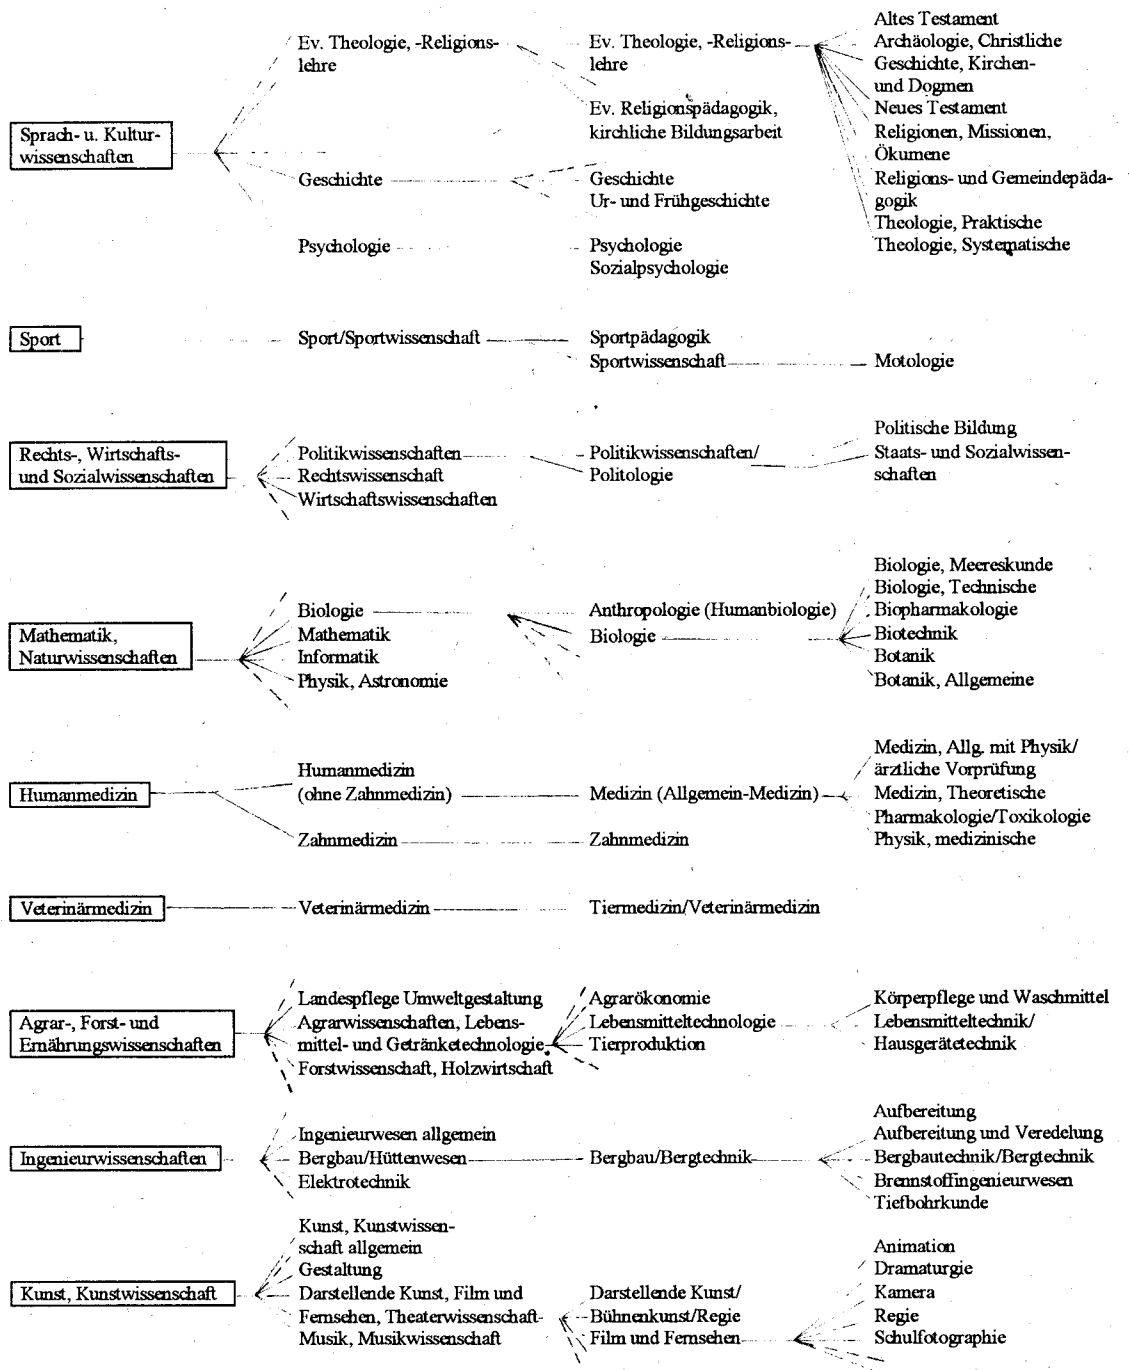 Sprach- u. Kultur-
wissenschaften
Ev. Theologie, -Religions-
lehre
Geschichte
Psychologie
Ev. Theologie, -Religions-
lehre
Ev. Religionspädagogik,
kirchliche Bildungsarbeit
Geschichte
Ur- und Frühgeschichte
Psychologie
Sozialpsychologie
Altes Testament
Archäologie, Christliche
Geschichte, Kirchen-
und Dogmen
Neues Testament
Religionen, Missionen,
Ökumene
Religions- und Gemeindepäda-
gogik
Theologie, Praktische
Theologie, Systematische
Sport
Sport/Sportwissenschaft
Sportpädagogik
Sportwissenschaft
Motologie
Rechts-, Wirtschafts-
und Sozialwissenschaften
Politikwissenschaften
Rechtswissenschaft
Wirtschaftswissenschaften
Politikwissenschaften/
Politologie
Politische Bildung
Staats- und Sozialwissen-
schaften
Mathematik,
Naturwissenschaften
Biologie
Mathematik
Informatik
Physik, Astronomie
Anthropologie (Humanbiologie)
Biologie
Biologie, Meereskunde
Biologie, Technische
Biopharmakologie
Biotechnik
Botanik
Botanik, Allgemeine
Humanmedizin
Humanmedizin
(ohne Zahnmedizin)
Zahnmedizin
Medizin (Allgemein-Medizin)
Zahnmedizin
Medizin, Allg. mit Physik/
ärztliche Vorprüfung
Medizin, Theoretische
Pharmakologie/Toxikologie
Physik, medizinische
Veterinärmedizin
Veterinärmedizin
Tiermedizin/Veterinärmedizin
Agrar-, Forst- und
Ernährungswissenschaften
Landespflege Umweltgestaltung
Agrarwissenschaften, Lebens-
mittel- und Getränketechnologie
Forstwissenschaft, Holzwirtschaft
Agrarökonomie
Lebensmitteltechnologie
Tierproduktion
Körperpflege und Waschmittel
Lebensmitteltechnik/
Hausgerätetechnik
Ingenieurwissenschaften
Ingenieurwesen allgemein
Bergbau/Hüttenwesen
Elektrotechnik
Bergbau/Bergtechnik
Aufbereitung
Aufbereitung und Veredelung
Bergbautechnik/Bergtechnik
Brennstoffingenieurwesen
Tiefbohrkunde
Kunst, Kunstwissenschaft
Kunst, Kunstwissen-
schaft allgemein
Gestaltung
Darstellende Kunst, Film und
Fernsehen, Theaterwissenschaft
Musik, Musikwissenschaft
Darstellende Kunst/
Bühnenkunst/Regie
Film und Fernsehen
Animation
Dramaturgie
Kamera
Regie
Schulfotographie